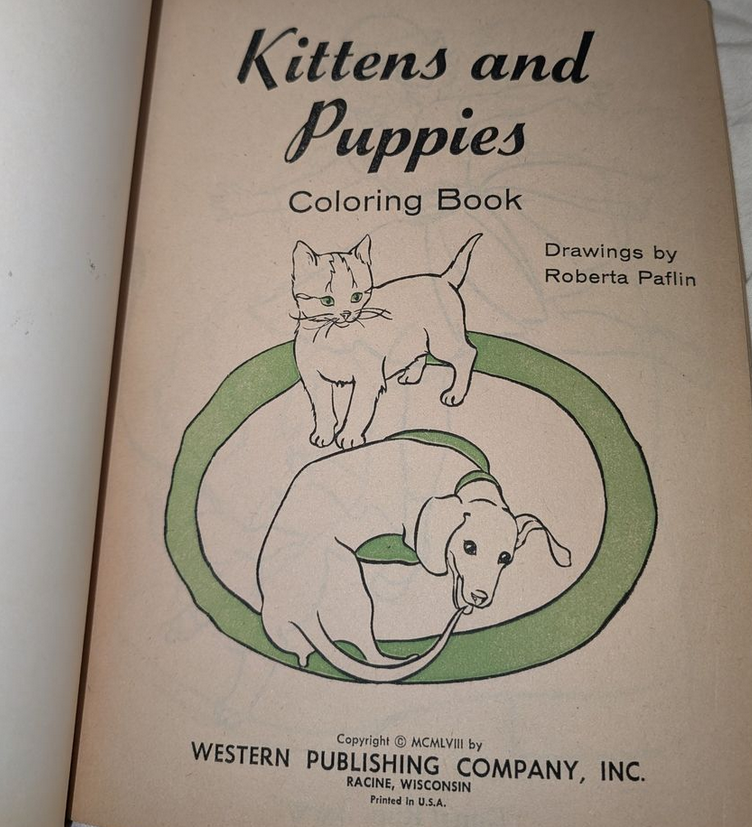 Kittens and
Puppies
Coloring Book
Drawings by
Roberta Paflin
Copyright © MCMLVIII by
WESTERN PUBLISHING COMPANY, INC.
RACINE, WISCONSIN
Printed in U.S.A.